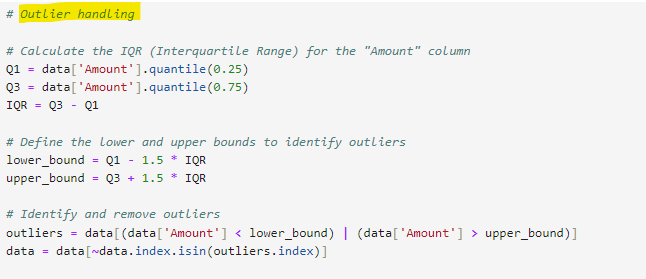 # Outlier handling
# Calculate the IQR (Interquartile Range) for the "Amount" column
Q1 = data['Amount'].quantile(0.25)
Q3 = data['Amount'].quantile(0.75)
IQR = Q3 - Q1
# Define the lower and upper bounds to identify outliers
lower_bound = Q1 - 1.5 * IQR
upper_bound = Q3 + 1.5 * IQR
# Identify and remove outliers
outliers = data[(data['Amount'] < lower_bound) | (data['Amount'] > upper_bound)]
data = data[~data.index.isin(outliers.index)]